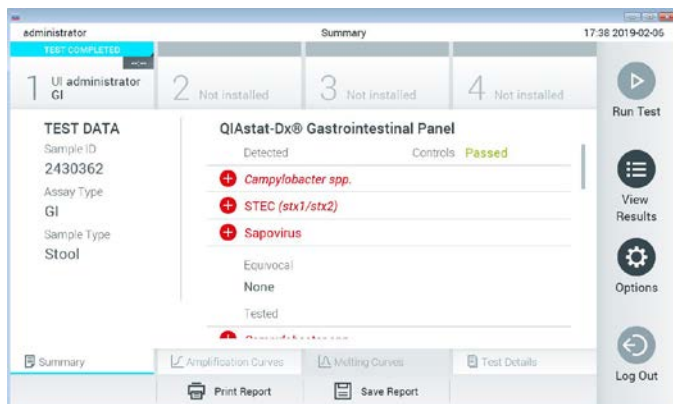 administrator
Summary
17:38 2019-02-06
TEST COMPLETED
--:--
1 UI administrator
GI
2 Not installed
3 Not installed
4 Not installed
Run Test
TEST DATA
Sample ID
2430362
Assay Type
GI
Sample Type
Stool
QIAstat-Dx® Gastrointestinal Panel
Detected
Controls Passed
Campylobacter spp.
STEC (stx1/stx2)
Sapovirus
Equivocal
None
Tested
Campylobacter spp.
View
Results
Options
Log Out
Summary
Amplification Curves
Melting Curves
Test Details
Print Report
Save Report